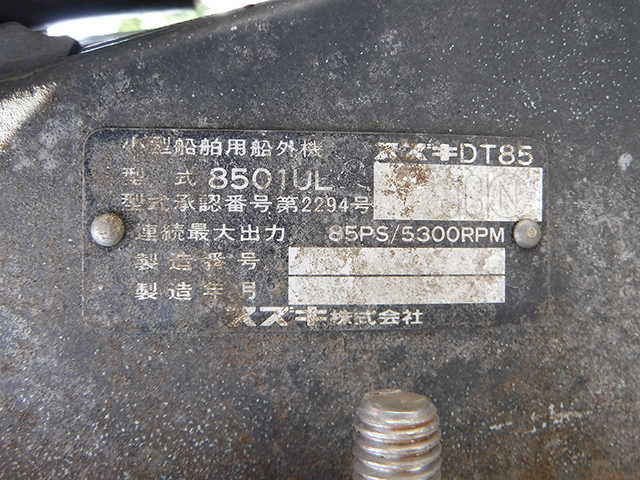 小型船舶用船外機 スズキDT85
型式 8501UL
型式承認番号第2294号
連続最大出力 85PS/5300RPM
製造番号
製造年月
スズキ株式会社